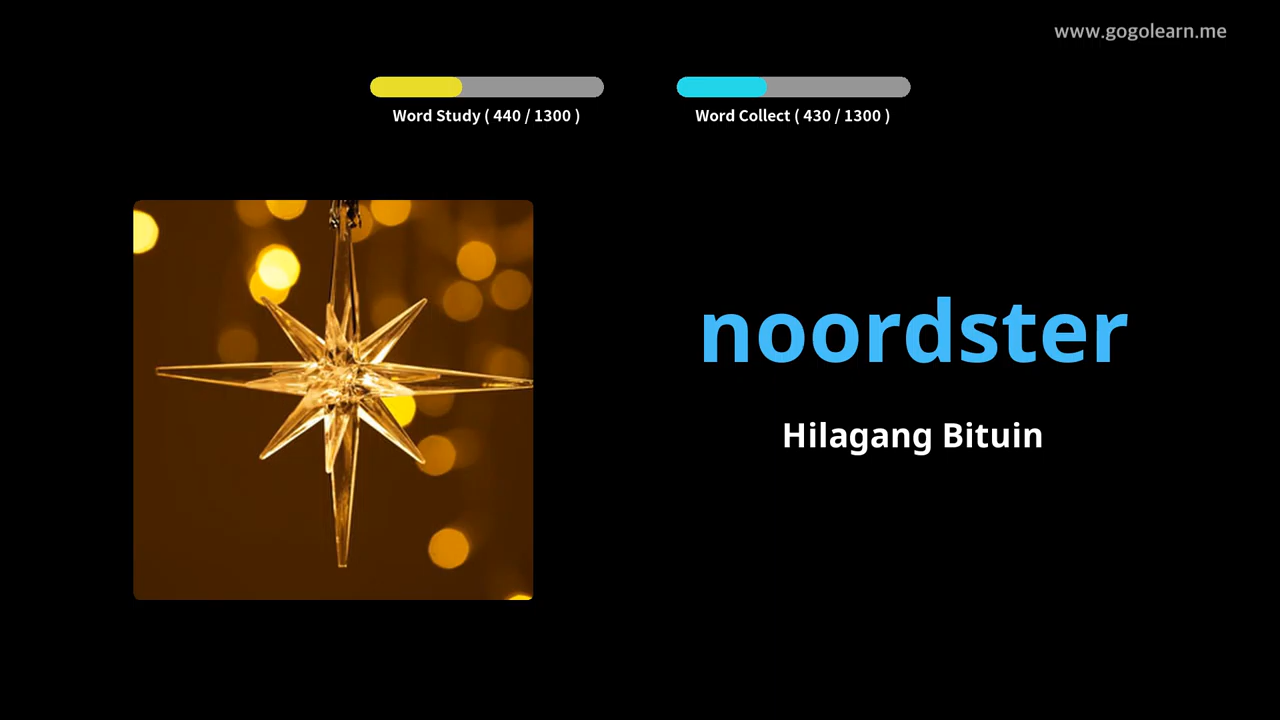 www.gogolearn.me
Word Study ( 440 / 1300 )
Word Collect ( 430 / 1300 )
noordster
Hilagang Bituin